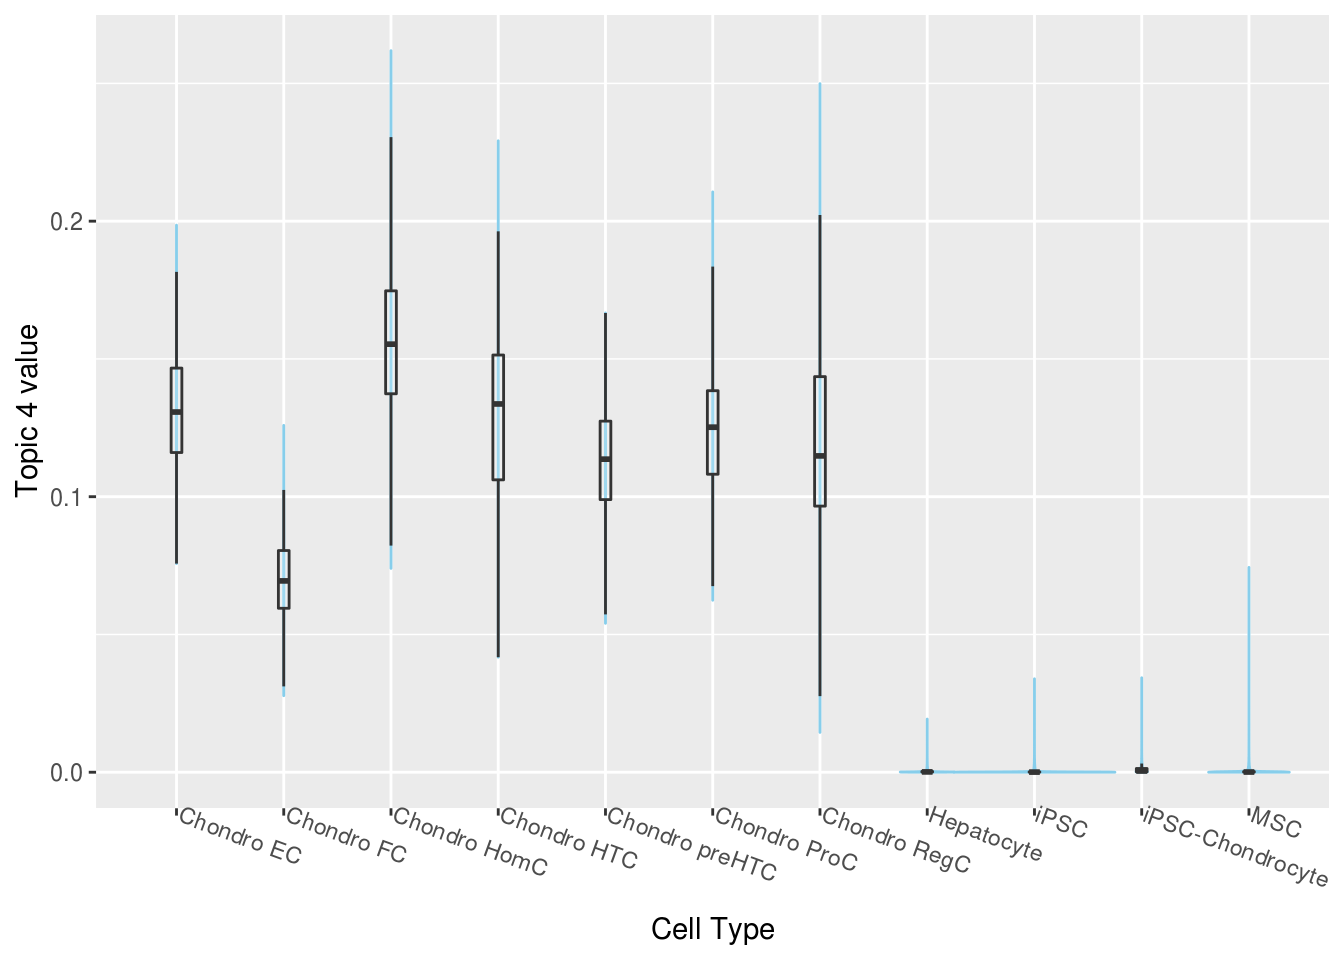 Topic 4 value
0.2
0.1
0.0
Chondro EC
Chondro FC
Chondro HomC
Chondro HTC
Chondro preHTC
Chondro ProC
Chondro RegC
Hepatocyte
iPSC
iPSC-Chondrocyte
MSC
Cell Type